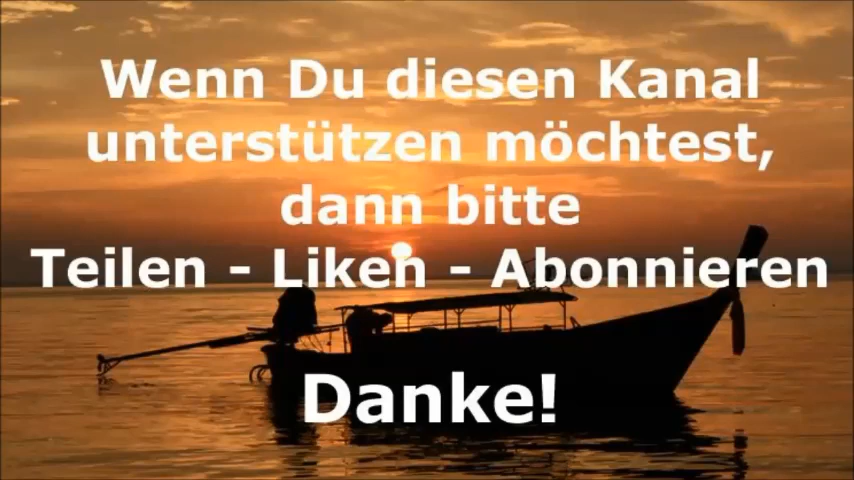 Wenn Du diesen Kanal
unterstützen möchtest,
dann bitte
Teilen - Liken - Abonnieren
Danke!